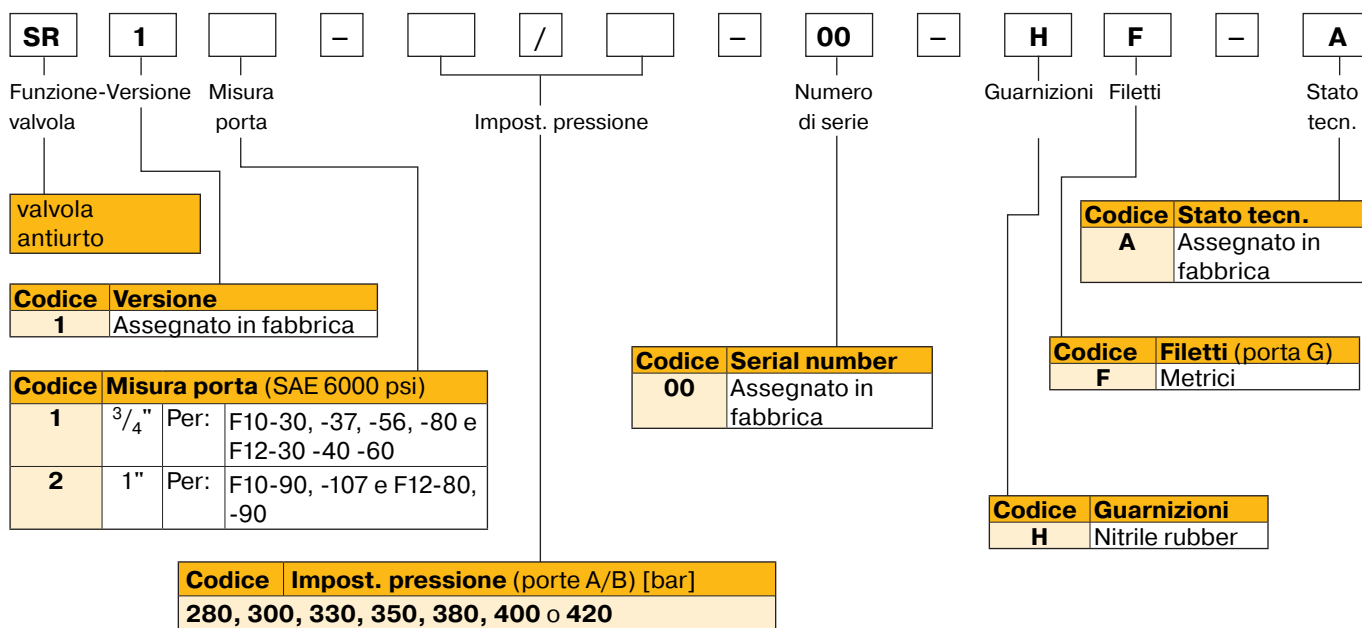 SR 1 – / – 00 – H F – A
Funzione-Versione Misura Numero Guarnizioni Filetti Stato
valvola porta Impost. pressione di serie tecn.
valvola
antiurto
Codice Stato tecn.
A Assegnato in
fabbrica
Codice Versione
1 Assegnato in fabbrica
Codice Filetti (porta G)
F Metrici
Codice Serial number
00 Assegnato in
fabbrica
Codice Misura porta (SAE 6000 psi)
1 3/4" Per: F10-30, -37, -56, -80 e
F12-30 -40 -60
2 1" Per: F10-90, -107 e F12-80,
-90
Codice Guarnizioni
H Nitrile rubber
Codice Impost. pressione (porte A/B) [bar]
280, 300, 330, 350, 380, 400 o 420